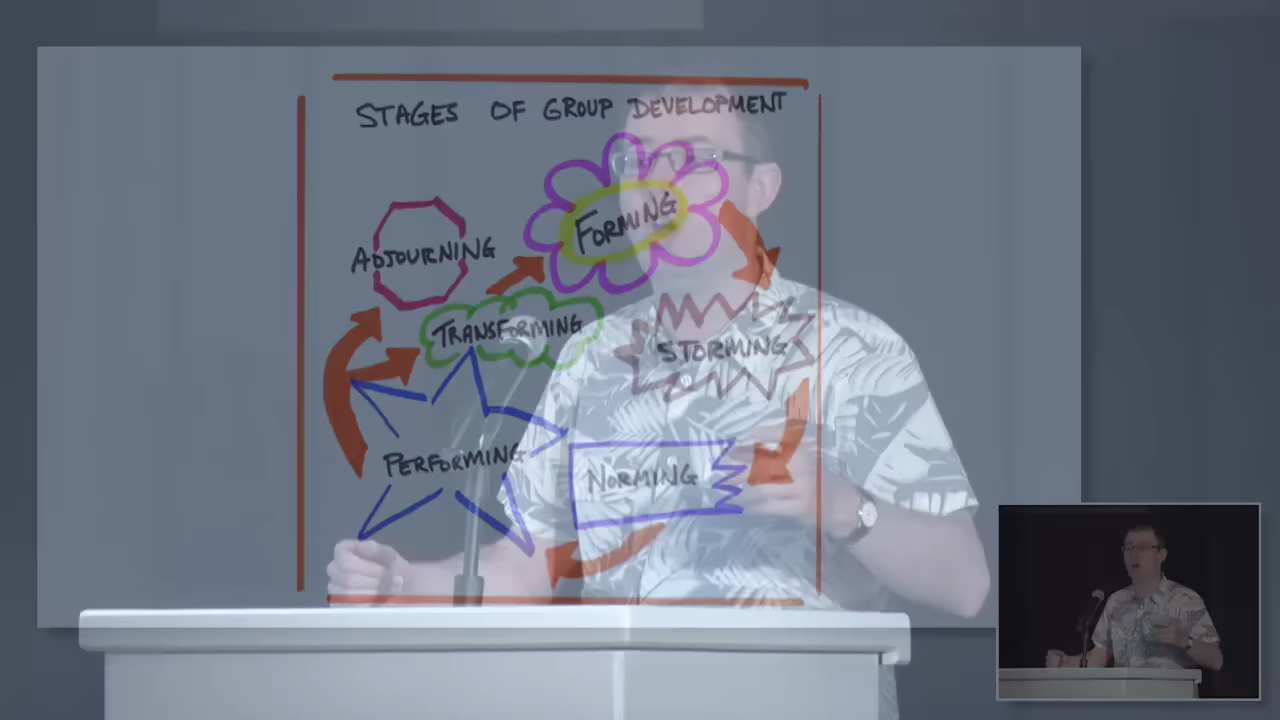 STAGES OF GROUP DEVELOPMENT
FORMING
ADJOURNING
TRANSFORMING
STORMING
PERFORMING
NORMING